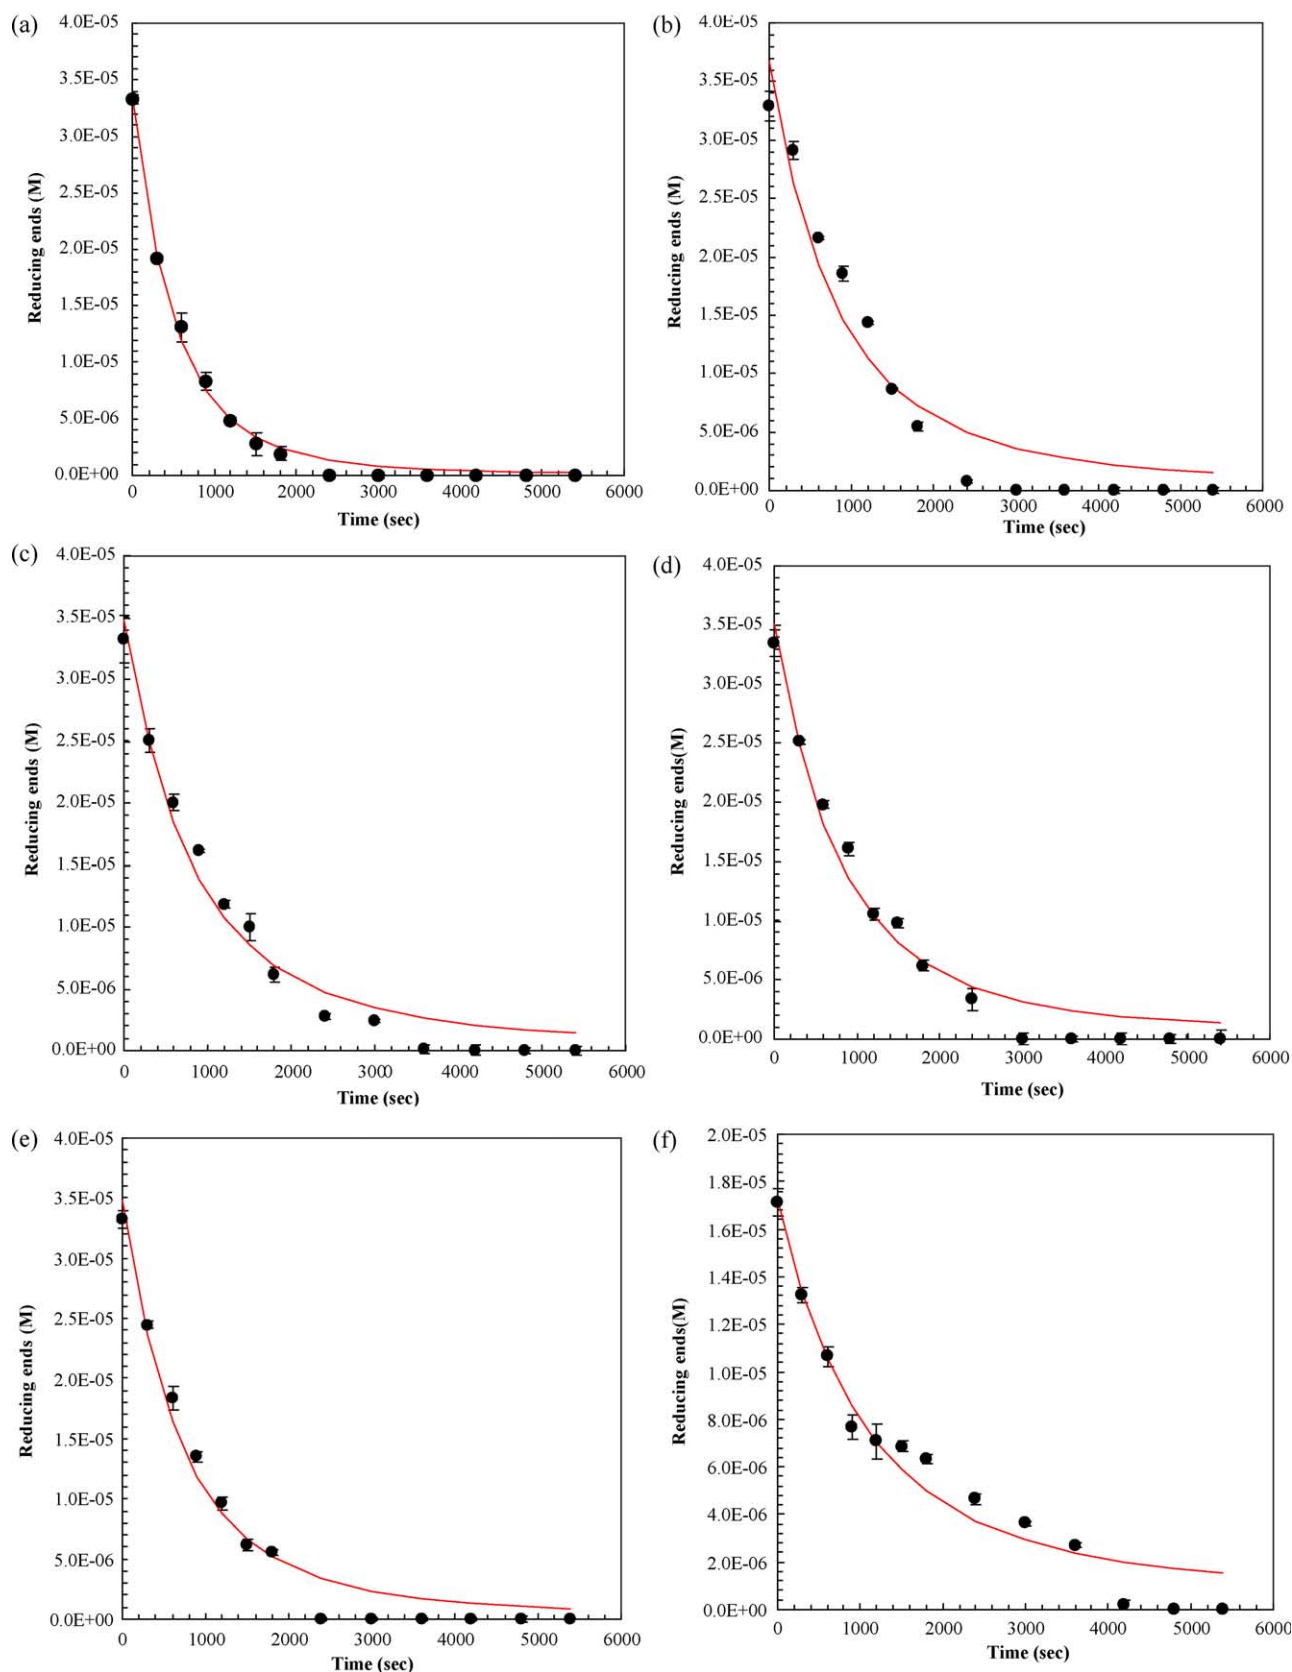 (a)
4.0E-05
3.5E-05
3.0E-05
2.5E-05
2.0E-05
1.5E-05
1.0E-05
5.0E-06
0.0E+00
Reducing ends (M)
0 1000 2000 3000 4000 5000 6000
Time (sec)
(b)
4.0E-05
3.5E-05
3.0E-05
2.5E-05
2.0E-05
1.5E-05
1.0E-05
5.0E-06
0.0E+00
Reducing ends (M)
0 1000 2000 3000 4000 5000 6000
Time (sec)
(c)
4.0E-05
3.5E-05
3.0E-05
2.5E-05
2.0E-05
1.5E-05
1.0E-05
5.0E-06
0.0E+00
Reducing ends (M)
0 1000 2000 3000 4000 5000 6000
Time (sec)
(d)
4.0E-05
3.5E-05
3.0E-05
2.5E-05
2.0E-05
1.5E-05
1.0E-05
5.0E-06
0.0E+00
Reducing ends(M)
0 1000 2000 3000 4000 5000 6000
Time (sec)
(e)
4.0E-05
3.5E-05
3.0E-05
2.5E-05
2.0E-05
1.5E-05
1.0E-05
5.0E-06
0.0E+00
Reducing ends (M)
0 1000 2000 3000 4000 5000 6000
Time (sec)
(f)
2.0E-05
1.8E-05
1.6E-05
1.4E-05
1.2E-05
1.0E-05
8.0E-06
6.0E-06
4.0E-06
2.0E-06
0.0E+00
Reducing ends(M)
0 1000 2000 3000 4000 5000 6000
Time (sec)